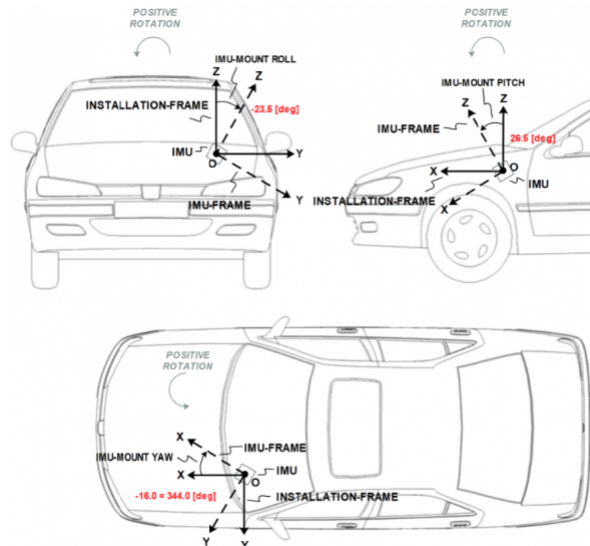 POSITIVE
ROTATION
IMU-MOUNT ROLL
Z
Z
INSTALLATION-FRAME
-23.5 [deg]
IMU
O
Y
Y
IMU-FRAME
POSITIVE
ROTATION
IMU-MOUNT PITCH
Z
Z
IMU-FRAME
26.5 [deg]
X
O
IMU
INSTALLATION-FRAME
X
POSITIVE
ROTATION
X
IMU-FRAME
IMU-MOUNT YAW
X
IMU
O
-16.0 = 344.0 [deg]
INSTALLATION-FRAME
Y